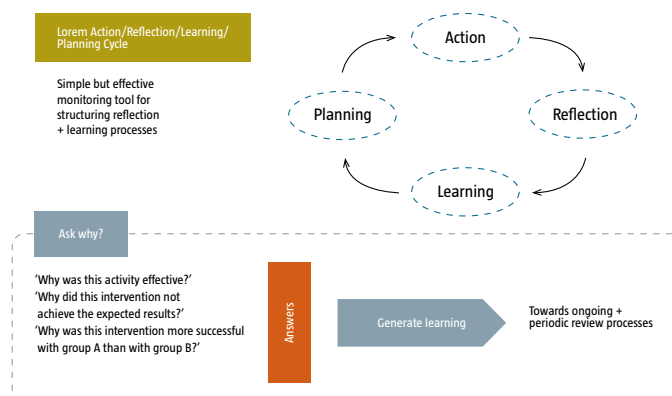 Lorem Action/Reflection/Learning/
Planning Cycle
Simple but effective
monitoring tool for
structuring reflection
+ learning processes
Action
Planning
Reflection
Learning
Ask why?
‘Why was this activity effective?’
‘Why did this intervention not
achieve the expected results?’
‘Why was this intervention more successful
with group A than with group B?’
Answers
Generate learning
Towards ongoing +
periodic review processes